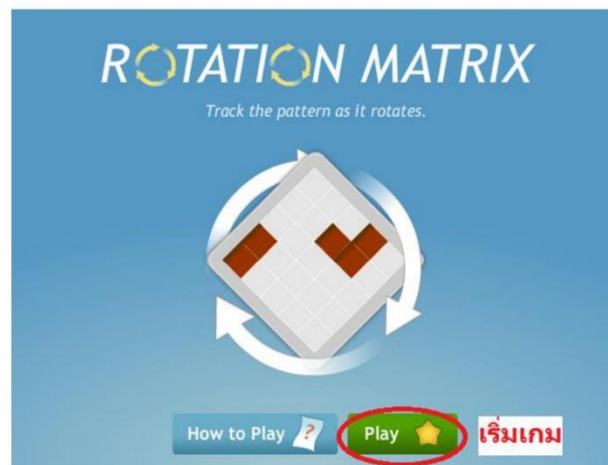 ROTATION MATRIX
Track the pattern as it rotates.
How to Play ?
Play
เริ่มเกม